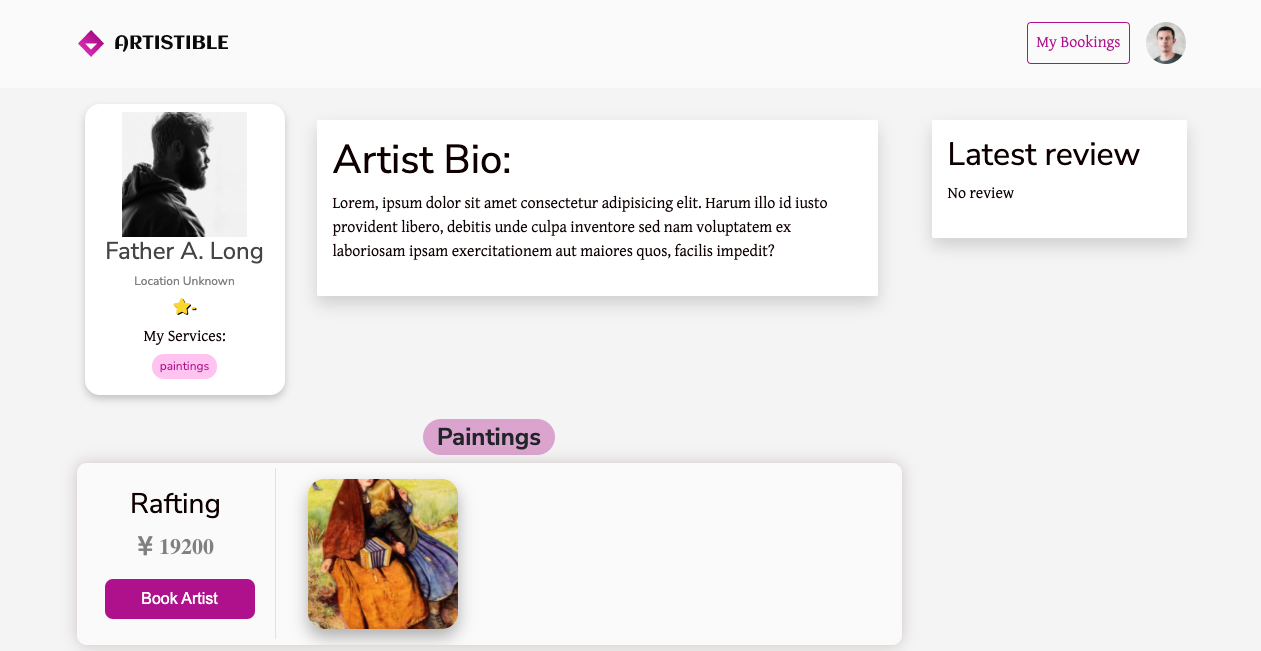 ARTISTIBLE
My Bookings
Father A. Long
Location Unknown
⭐-
My Services:
paintings
Artist Bio:
Lorem, ipsum dolor sit amet consectetur adipisicing elit. Harum illo id iusto
provident libero, debitis unde culpa inventore sed nam voluptatem ex
laboriosam ipsam exercitationem aut maiores quos, facilis impedit?
Latest review
No review
Paintings
Rafting
¥ 19200
Book Artist